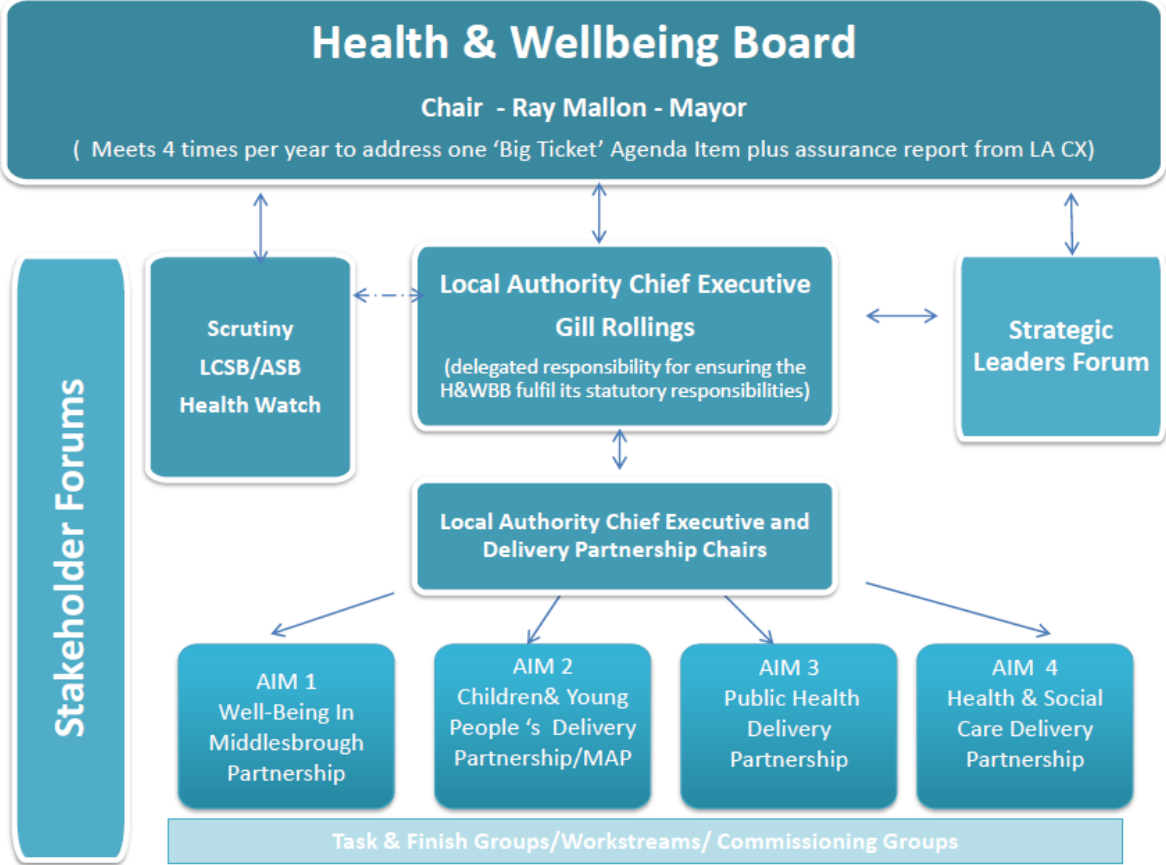 Health & Wellbeing Board
Chair - Ray Mallon - Mayor
( Meets 4 times per year to address one ‘Big Ticket’ Agenda Item plus assurance report from LA CX)
Stakeholder Forums
Scrutiny
LCSB/ASB
Health Watch
Local Authority Chief Executive
Gill Rollings
(delegated responsibility for ensuring the
H&WBB fulfil its statutory responsibilities)
Strategic
Leaders Forum
Local Authority Chief Executive and
Delivery Partnership Chairs
AIM 1
Well-Being In
Middlesbrough
Partnership
AIM 2
Children& Young
People ‘s Delivery
Partnership/MAP
AIM 3
Public Health
Delivery
Partnership
AIM 4
Health & Social
Care Delivery
Partnership
Task & Finish Groups/Workstreams/ Commissioning Groups